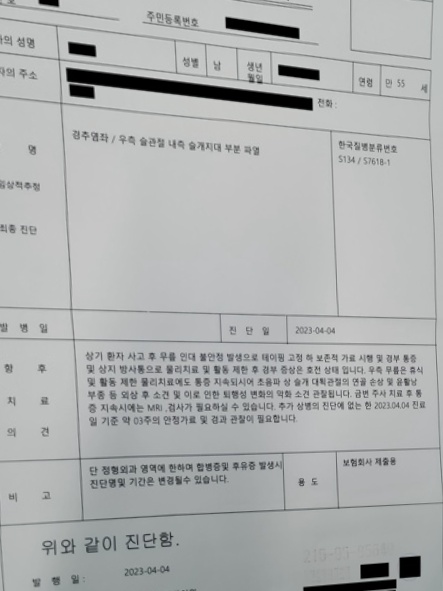 주민등록번호
자의 성명
성별
남
생년
월일
연령
만 55 세
자의 주소
전화 :
명
경추염좌 / 우측 슬관절 내측 슬개지대 부분 파열
한국질병분류번호
S134 / S7618-1
임상적추정
최종 진단
발 병 일
진 단 일
2023-04-04
향 후
치 료
의 견
상기 환자 사고 후 무릎 인대 불안정 발생으로 테이핑 고정 하 보존적 가료 시행 및 경부 통증
및 상지 방사통으로 물리치료 및 활동 제한 후 경부 증상은 호전 상태 입니다. 우측 무릎은 휴식
및 활동 제한 물리치료에도 통증 지속되시어 초음파 상 슬개 대퇴관절의 연골 손상 및 윤활낭
부종 등 외상 후 소견 및 이로 인한 퇴행성 변화의 악화 소견 관찰됩니다. 금번 주사 치료 후 통
증 지속시에는 MRI ,검사가 필요하실 수 있습니다. 추가 상병의 진단에 없는 한 2023.04.04 진료
일 기준 약 03주의 안정가료 및 경과 관찰이 필요합니다.
비 고
단 정형외과 영역에 한하며 합병증및 후유증 발생시
진단명및 기간은 변경될수 있습니다.
용 도
보험회사 제출용
위와 같이 진단함.
발 행 일:
2023-04-04